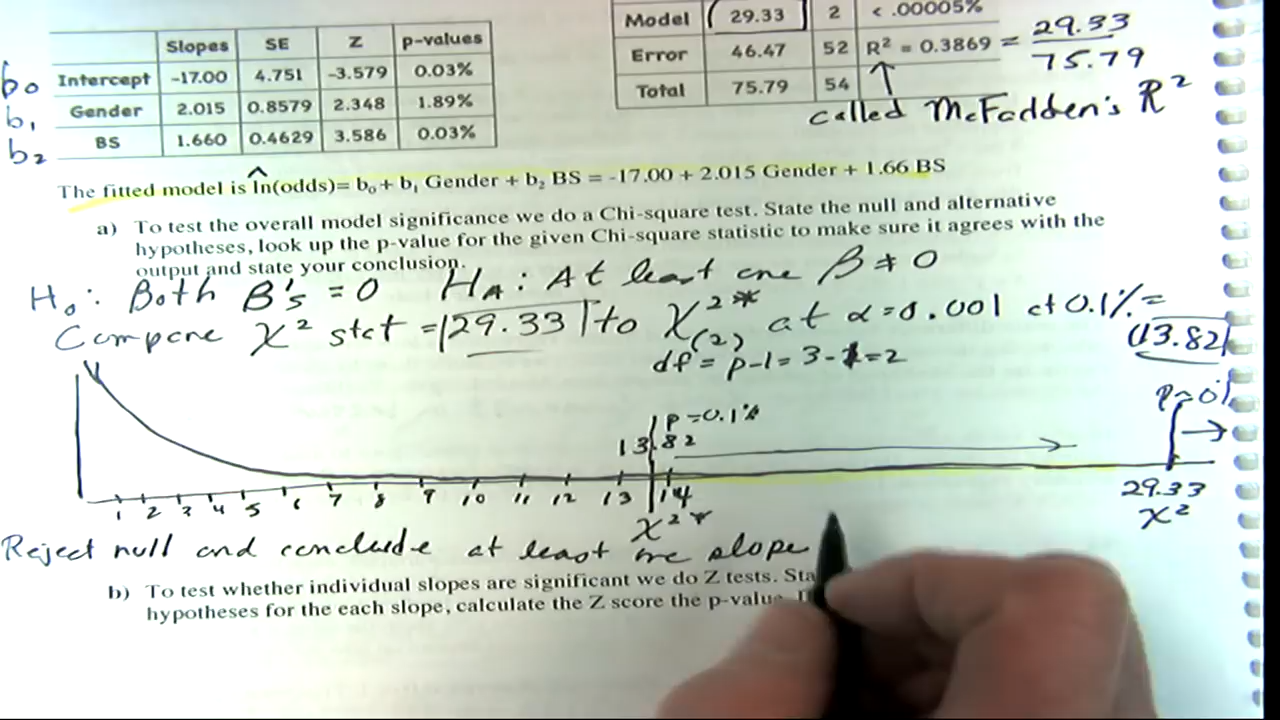 Slopes SE Z p-values
b0 Intercept -17.00 4.751 -3.579 0.03%
b1 Gender 2.015 0.8579 2.348 1.89%
b2 BS 1.660 0.4629 3.586 0.03%
Model 29.33 2 < .00005%
Error 46.47 52 R² = 0.3869 = 29.33 / 75.79
Total 75.79 54
called McFadden's R²
The fitted model is ln(odds)= b₀+ b₁ Gender + b₂ BS = -17.00 + 2.015 Gender + 1.66 BS
a) To test the overall model significance we do a Chi-square test. State the null and alternative
hypotheses, look up the p-value for the given Chi-square statistic to make sure it agrees with the
output and state your conclusion.
H₀: Both B's = 0 HA: At least one β ≠ 0
Compare X² stat = 29.33 to X²*(2) at α=0.001 at 0.1% =
(13.82)
df = p-1 = 3-1=2
p=0.1%
P≈0%
13.82
1 2 3 4 5 6 7 8 9 10 11 12 13 14
29.33
X²*
X²
Reject null and conclude at least one slope
b) To test whether individual slopes are significant we do Z tests. Sta
hypotheses for the each slope, calculate the Z score the p-value.